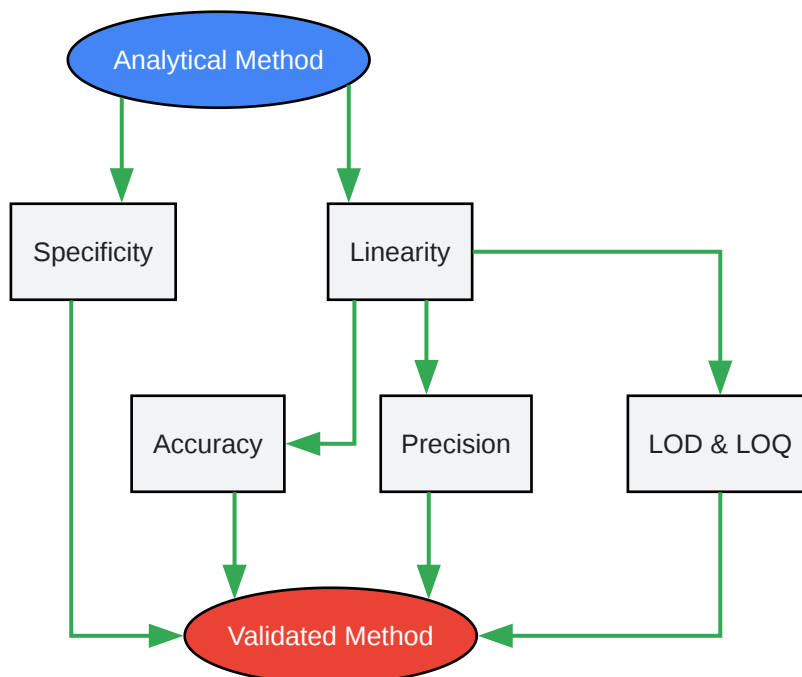 Analytical Method
Specificity
Linearity
Accuracy
Precision
LOD & LOQ
Validated Method